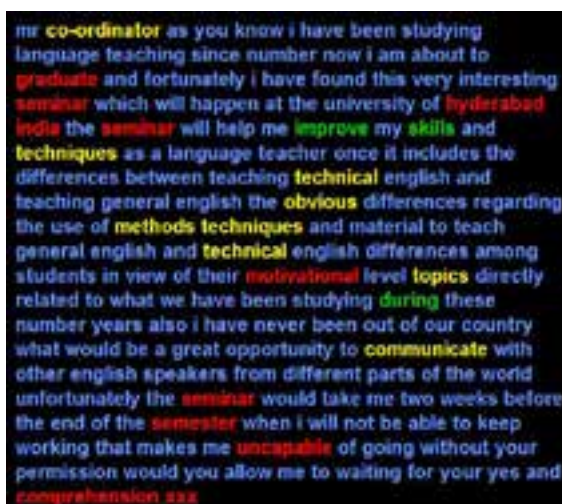 mr co-ordinator as you know i have been studying
language teaching since number now i am about to
graduate and fortunately i have found this very interesting
seminar which will happen at the university of hyderabad
india the seminar will help me improve my skills and
techniques as a language teacher once it includes the
differences between teaching technical english and
teaching general english the obvious differences regarding
the use of methods techniques and material to teach
general english and technical english differences among
students in view of their motivational level topics directly
related to what we have been studying during these
number years also i have never been out of our country
what would be a great opportunity to communicate with
other english speakers from different parts of the world
unfortunately the seminar would take me two weeks before
the end of the semester when i will not be able to keep
working that makes me uncapable of going without your
permission would you allow me to waiting for your yes and
comprehension xxx